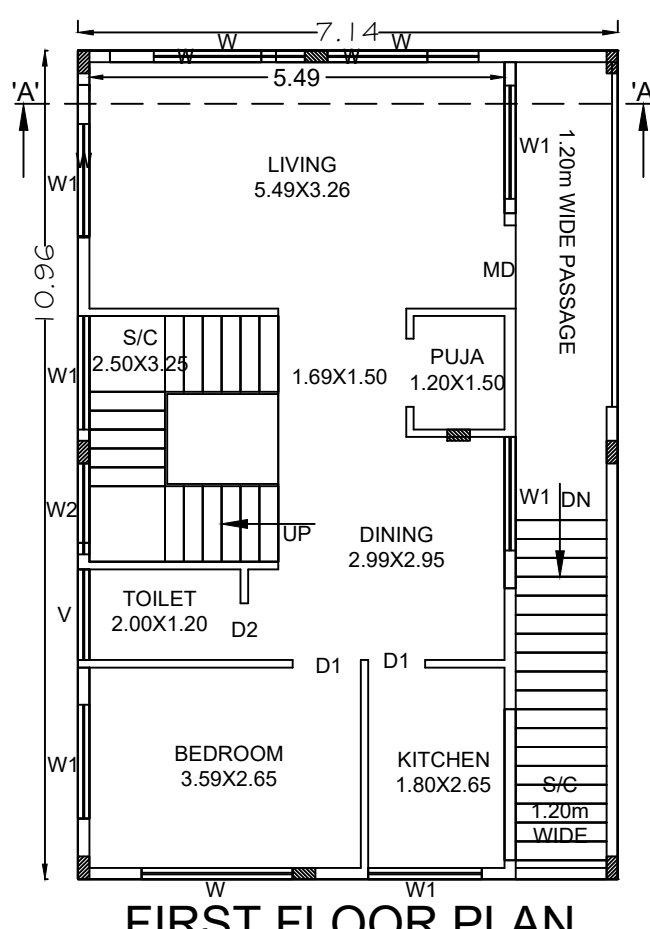 7.14
W
W
W
W
5.49
'A'
'A
W
W1
W1
1.20m WIDE PASSAGE
LIVING
5.49X3.26
10.96
MD
S/C
2.50X3.25
W1
1.69X1.50
PUJA
1.20X1.50
W2
W1
DN
UP
DINING
2.99X2.95
V
TOILET
2.00X1.20
D2
D1
D1
W1
BEDROOM
3.59X2.65
KITCHEN
1.80X2.65
S/C
1.20m
WIDE
W
W1
FIRST FLOOR PLAN